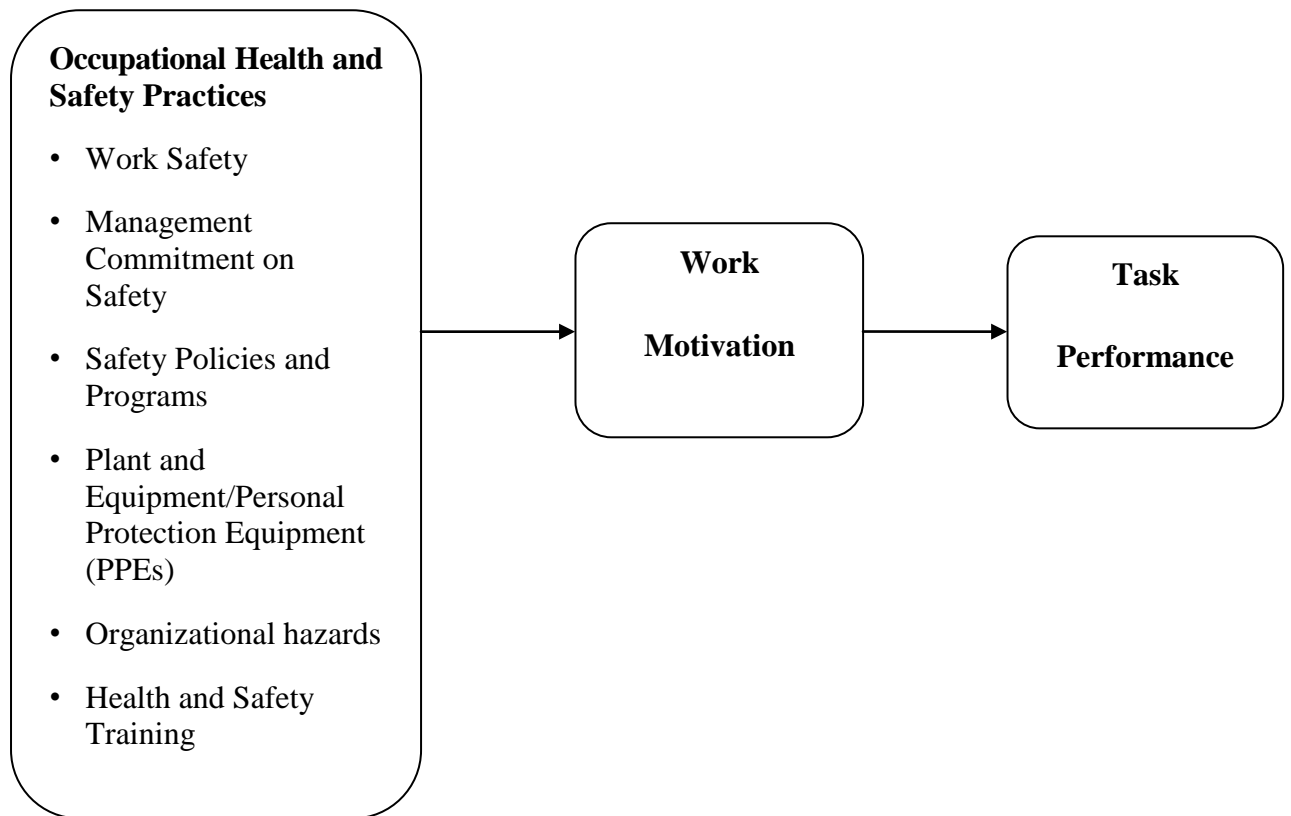 Occupational Health and
Safety Practices
• Work Safety
• Management
Commitment on
Safety
• Safety Policies and
Programs
• Plant and
Equipment/Personal
Protection Equipment
(PPEs)
• Organizational hazards
• Health and Safety
Training
Work
Motivation
Task
Performance